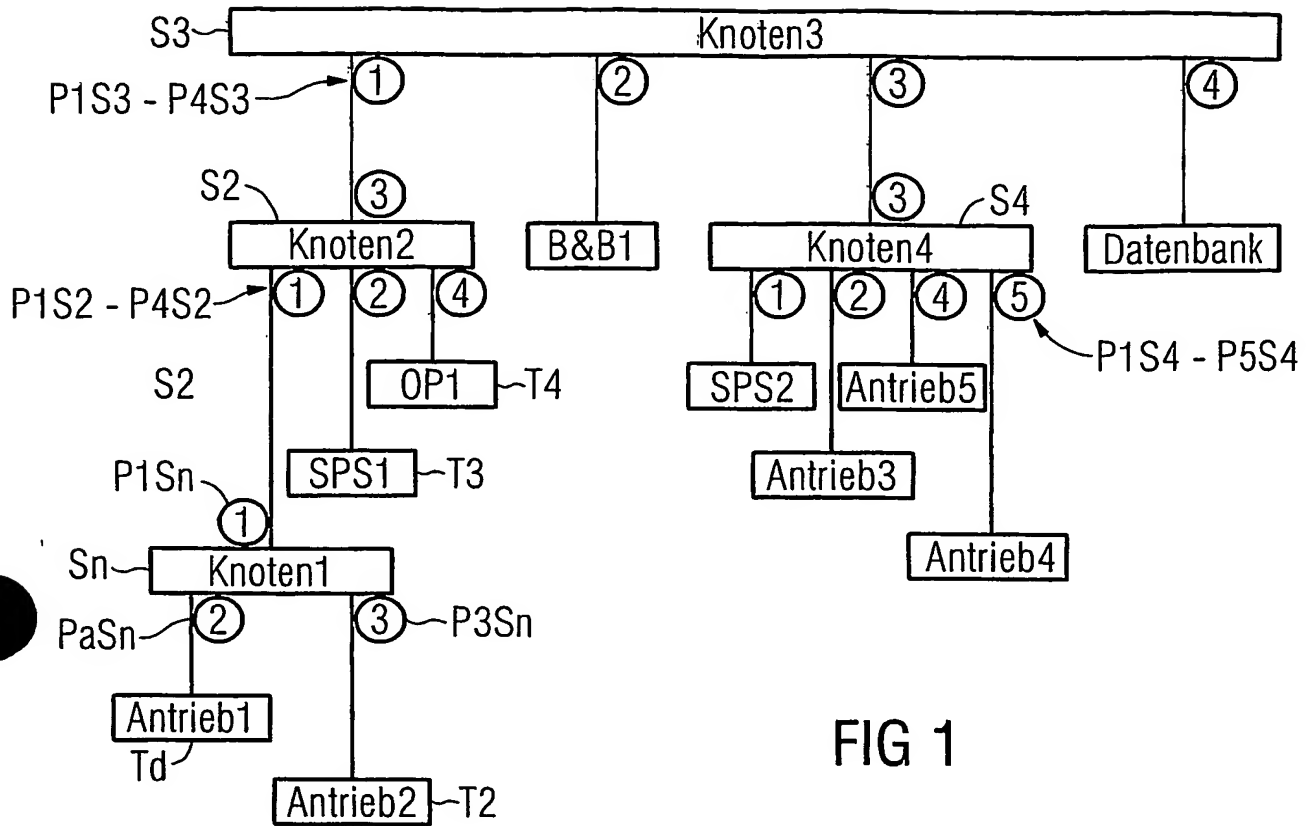 S3
Knoten3
P1S3 - P4S3
1
2
3
4
S2
3
3
S4
Knoten2
B&B1
Knoten4
Datenbank
P1S2 - P4S2
1
2
4
1
2
4
5
P1S4 - P5S4
S2
OP1
T4
SPS2
Antrieb5
P1Sn
SPS1
T3
Antrieb3
1
Sn
Knoten1
Antrieb4
PaSn
2
3
P3Sn
Antrieb1
Td
Antrieb2
T2
FIG 1